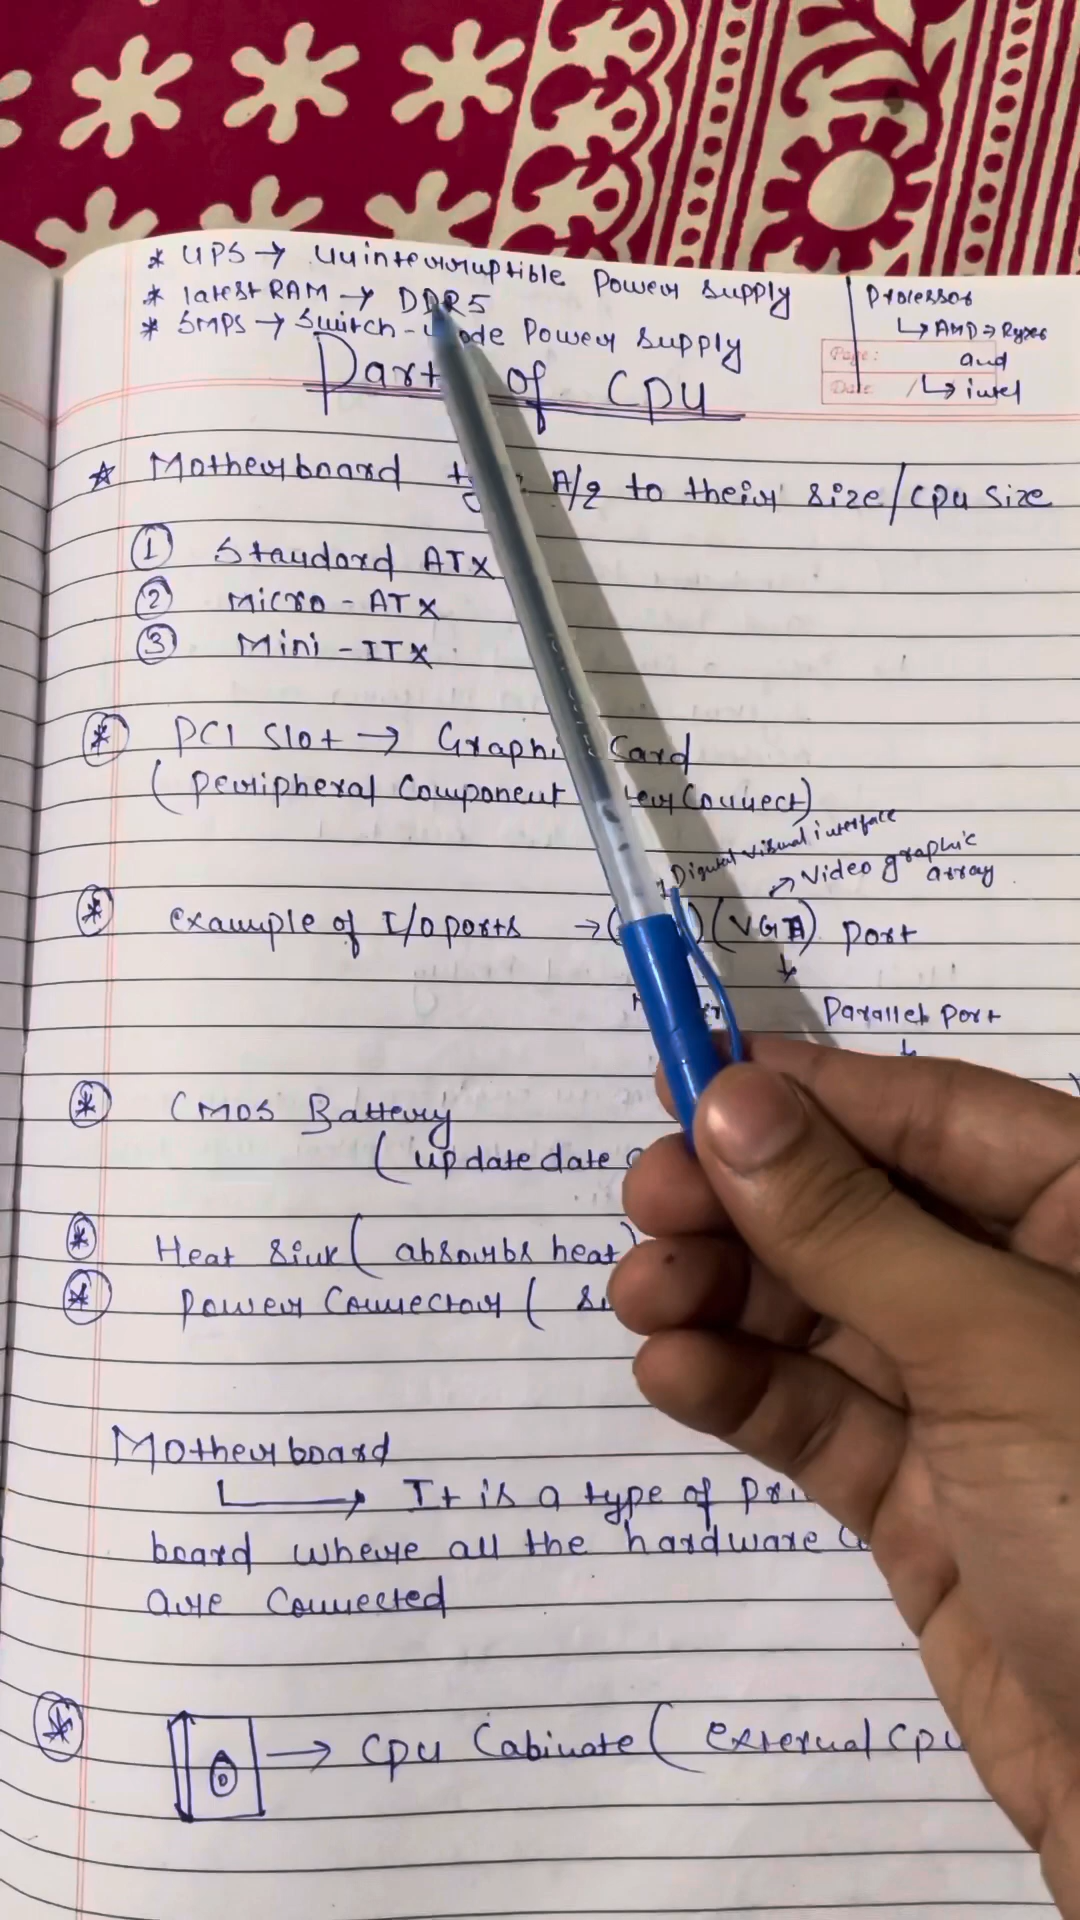 * UPS → Uninterruptible Power Supply
* latest RAM → DDR5
* SMPS → Switch-Mode Power Supply
Processor
↳ AMD → Ryzen
and
↳ intel
Page:
Date
Part of CPU
☆ Motherboard A/2 to their size/CPU size
① Standard ATX
② Micro-ATX
③ Mini-ITX
* PCI Slot → Graphic Card
(Peripheral Component InterConnect)
Digital Visual interface
→ Video graphic
array
* example of I/O ports → ( ) (VGA) port
Parallel Port
* CMOS Battery
(update date
* Heat Sink (absorbs heat)
* Power Connector (
Motherboard
↳ It is a type of
board where all the hardware
are Connected
* → CPU Cabinate (external CPU